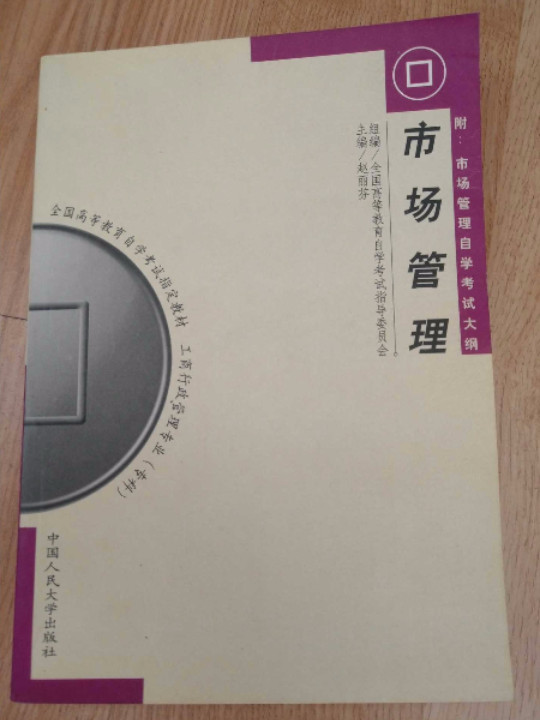 附：市场管理自学考试大纲
市场管理
组编/全国高等教育自学考试指导委员会
主编/赵丽芬
全国高等教育自学考试指定教材 工商行政管理专业（专科）
中国人民大学出版社